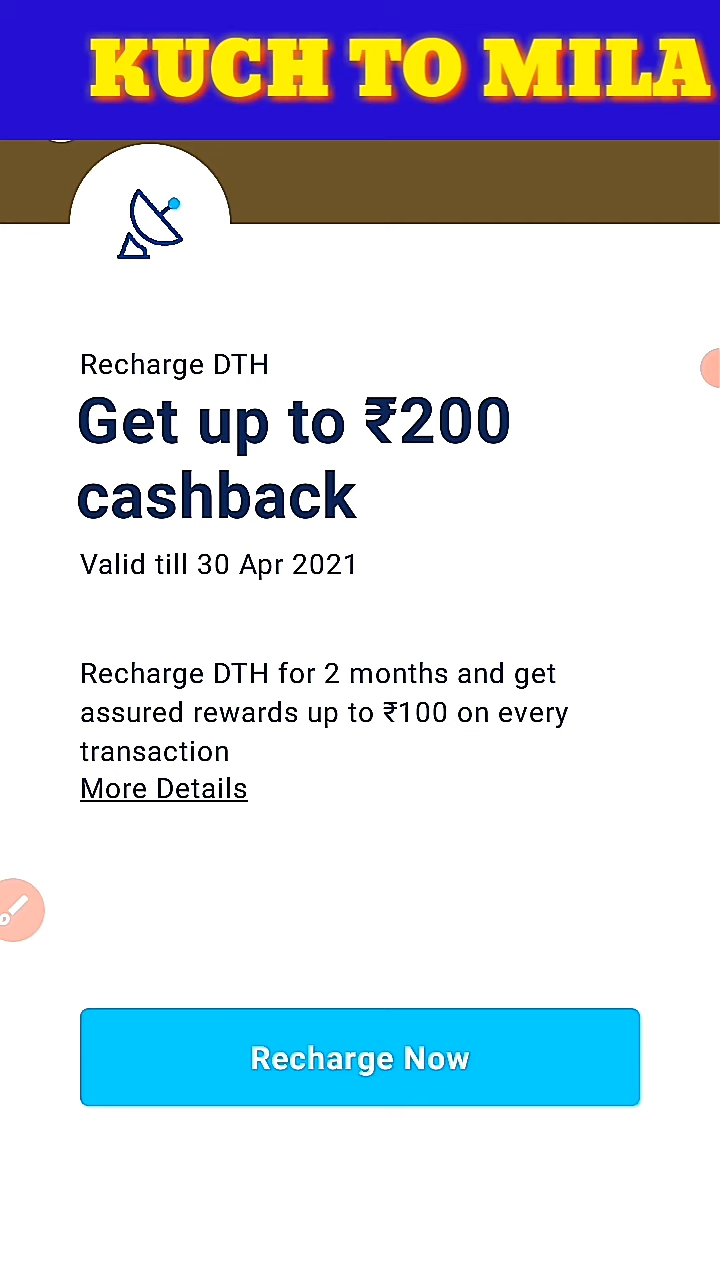 KUCH TO MILA
Recharge DTH
Get up to ₹200
cashback
Valid till 30 Apr 2021
Recharge DTH for 2 months and get
assured rewards up to ₹100 on every
transaction
More Details
Recharge Now